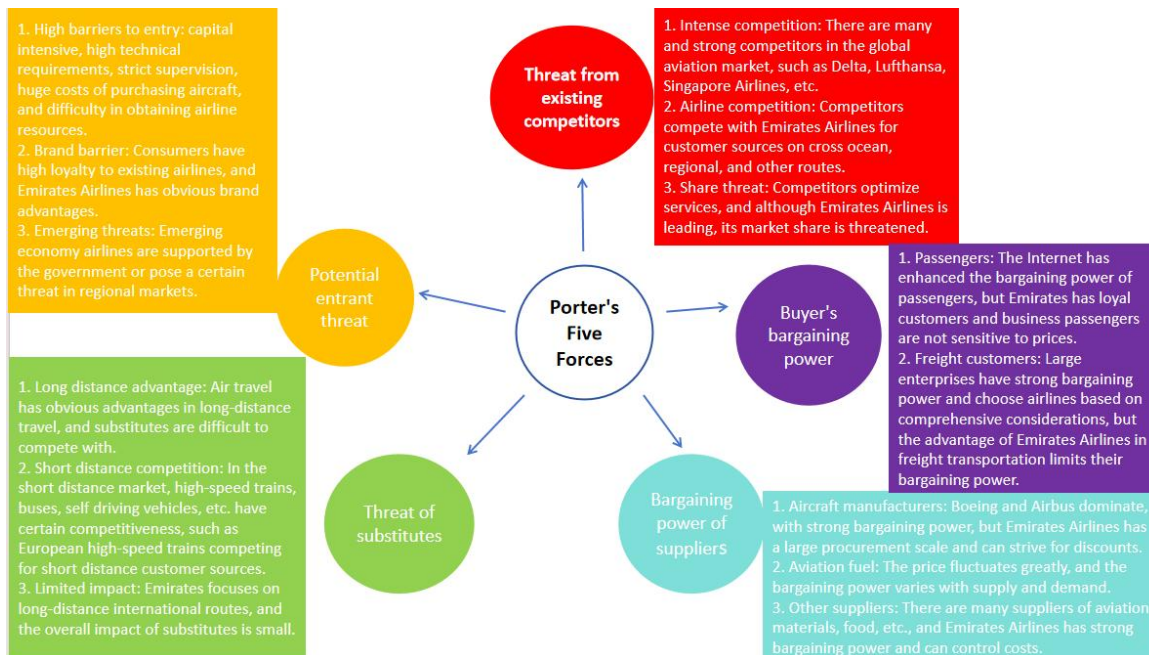 1. High barriers to entry: capital
intensive, high technical
requirements, strict supervision,
huge costs of purchasing aircraft,
and difficulty in obtaining airline
resources.
2. Brand barrier: Consumers have
high loyalty to existing airlines, and
Emirates Airlines has obvious brand
advantages.
3. Emerging threats: Emerging
economy airlines are supported by
the government or pose a certain
threat in regional markets.
Potential
entrant
threat
Threat from
existing
competitors
1. Intense competition: There are many
and strong competitors in the global
aviation market, such as Delta, Lufthansa,
Singapore Airlines, etc.
2. Airline competition: Competitors
compete with Emirates Airlines for
customer sources on cross ocean,
regional, and other routes.
3. Share threat: Competitors optimize
services, and although Emirates Airlines is
leading, its market share is threatened.
Porter's
Five
Forces
Buyer's
bargaining
power
1. Passengers: The Internet has
enhanced the bargaining power of
passengers, but Emirates has loyal
customers and business passengers
are not sensitive to prices.
2. Freight customers: Large
enterprises have strong bargaining
power and choose airlines based on
comprehensive considerations, but
the advantage of Emirates Airlines in
freight transportation limits their
bargaining power.
1. Long distance advantage: Air travel
has obvious advantages in long-distance
travel, and substitutes are difficult to
compete with.
2. Short distance competition: In the
short distance market, high-speed trains,
buses, self driving vehicles, etc. have
certain competitiveness, such as
European high-speed trains competing
for short distance customer sources.
3. Limited impact: Emirates focuses on
long-distance international routes, and
the overall impact of substitutes is small.
Threat of
substitutes
Bargaining
power of
suppliers
1. Aircraft manufacturers: Boeing and Airbus dominate,
with strong bargaining power, but Emirates Airlines has
a large procurement scale and can strive for discounts.
2. Aviation fuel: The price fluctuates greatly, and the
bargaining power varies with supply and demand.
3. Other suppliers: There are many suppliers of aviation
materials, food, etc., and Emirates Airlines has strong
bargaining power and can control costs.